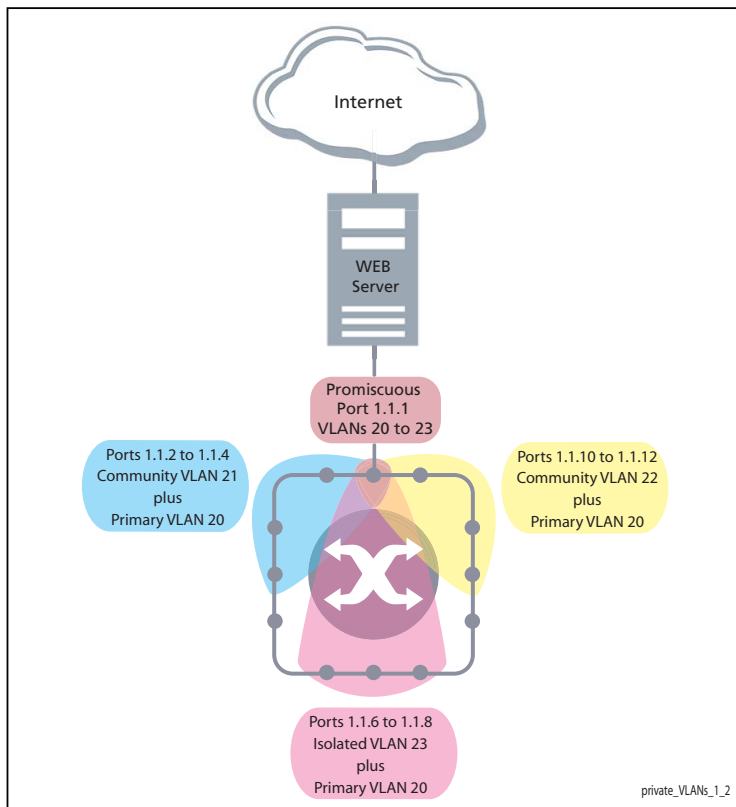 Internet
WEB
Server
Promiscuous
Port 1.1.1
VLANs 20 to 23
Ports 1.1.2 to 1.1.4
Community VLAN 21
plus
Primary VLAN 20
Ports 1.1.10 to 1.1.12
Community VLAN 22
plus
Primary VLAN 20
Ports 1.1.6 to 1.1.8
Isolated VLAN 23
plus
Primary VLAN 20
private_VLANs_1_2